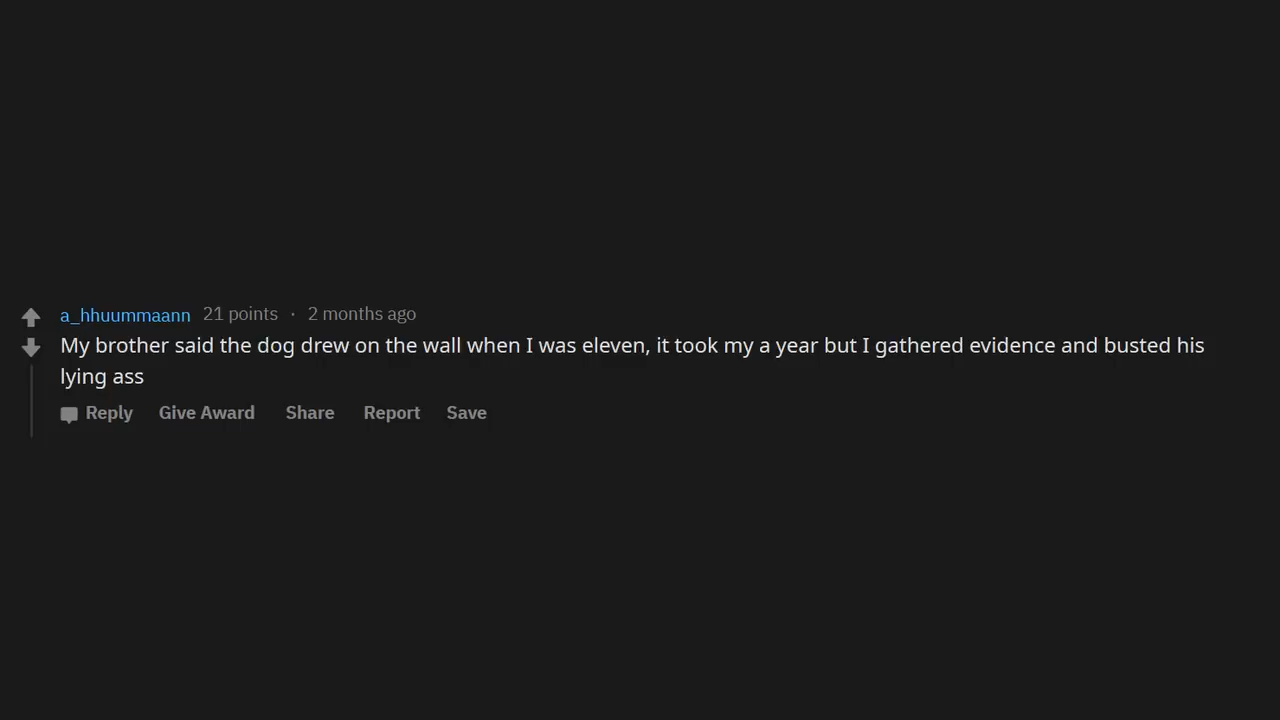 a_hhuummaann 21 points · 2 months ago
My brother said the dog drew on the wall when I was eleven, it took my a year but I gathered evidence and busted his
lying ass
Reply Give Award Share Report Save